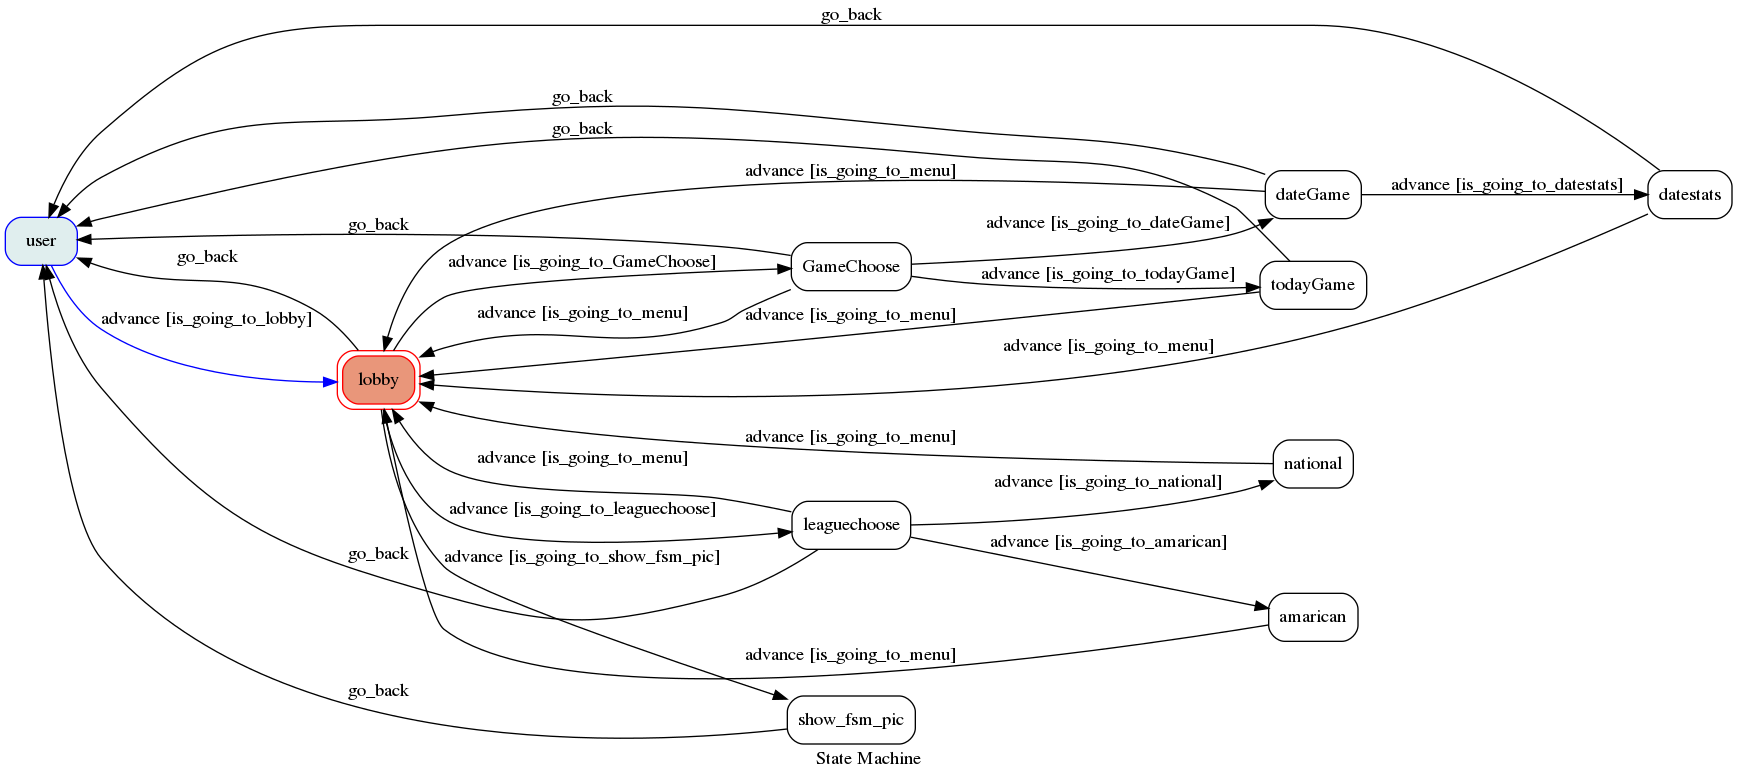 go_back
go_back
go_back
advance [is_going_to_menu]
advance [is_going_to_datestats]
dateGame
datestats
go_back
advance [is_going_to_dateGame]
user
go_back
advance [is_going_to_GameChoose]
GameChoose
advance [is_going_to_todayGame]
todayGame
advance [is_going_to_lobby]
advance [is_going_to_menu]
advance [is_going_to_menu]
advance [is_going_to_menu]
lobby
advance [is_going_to_menu]
advance [is_going_to_menu]
national
advance [is_going_to_national]
advance [is_going_to_leaguechoose]
leaguechoose
advance [is_going_to_amarican]
go_back
advance [is_going_to_show_fsm_pic]
amarican
advance [is_going_to_menu]
go_back
show_fsm_pic
State Machine